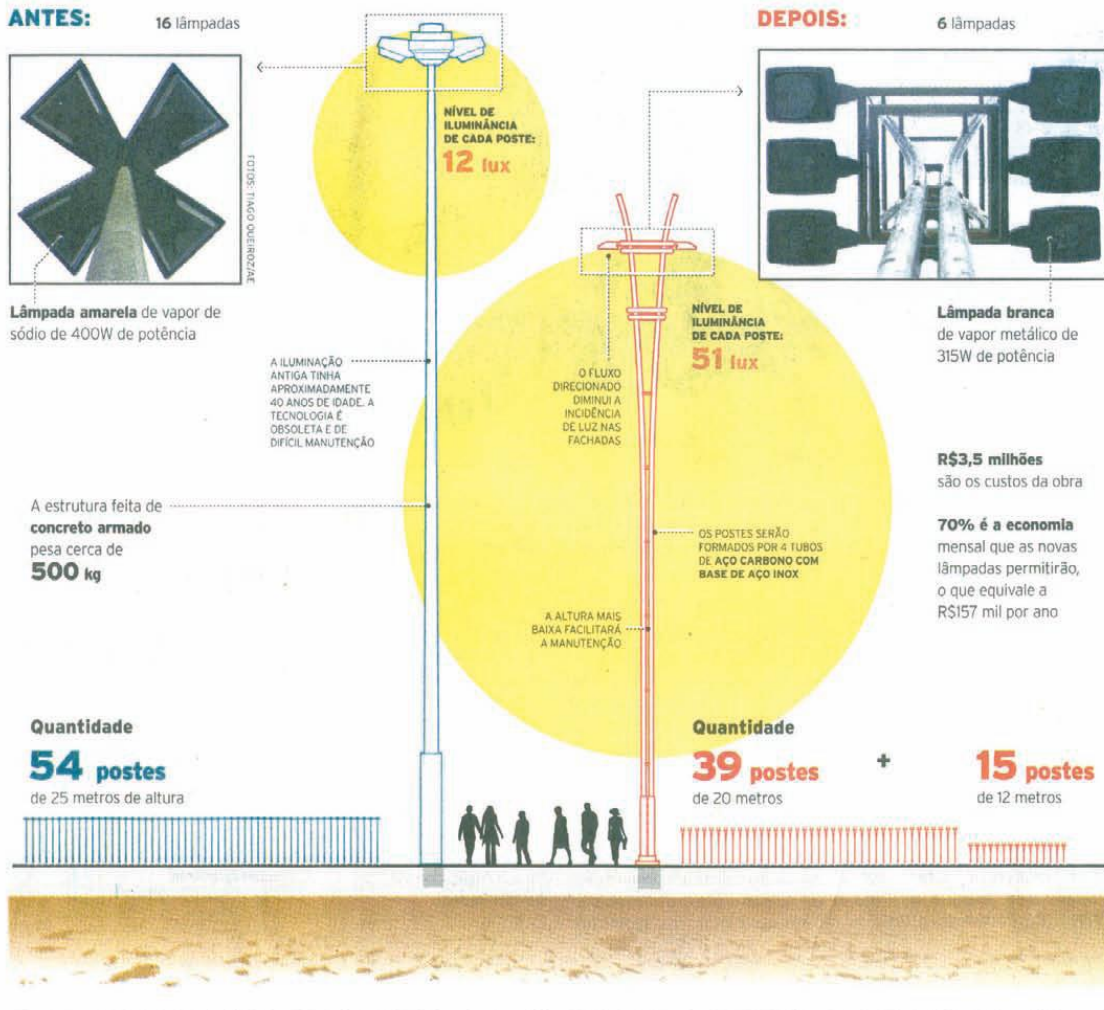 ANTES:
16 lâmpadas
FOTOS: TIAGO QUEIROZ/AE
Lâmpada amarela de vapor de
sódio de 400W de potência
NÍVEL DE
ILUMINÂNCIA
DE CADA POSTE:
12 lux
A ILUMINAÇÃO
ANTIGA TINHA
APROXIMADAMENTE
40 ANOS DE IDADE. A
TECNOLOGIA É
OBSOLETA E DE
DIFÍCIL MANUTENÇÃO
A estrutura feita de
concreto armado
pesa cerca de
500 kg
Quantidade
54 postes
de 25 metros de altura
DEPOIS:
6 lâmpadas
Lâmpada branca
de vapor metálico de
315W de potência
NÍVEL DE
ILUMINÂNCIA
DE CADA POSTE:
51 lux
O FLUXO
DIRECIONADO
DIMINUI A
INCIDÊNCIA
DE LUZ NAS
FACHADAS
R$3,5 milhões
são os custos da obra
70% é a economia
mensal que as novas
lâmpadas permitirão,
o que equivale a
R$157 mil por ano
OS POSTES SERÃO
FORMADOS POR 4 TUBOS
DE AÇO CARBONO COM
BASE DE AÇO INOX
A ALTURA MAIS
BAIXA FACILITARÁ
A MANUTENÇÃO
Quantidade
39 postes
de 20 metros
+
15 postes
de 12 metros